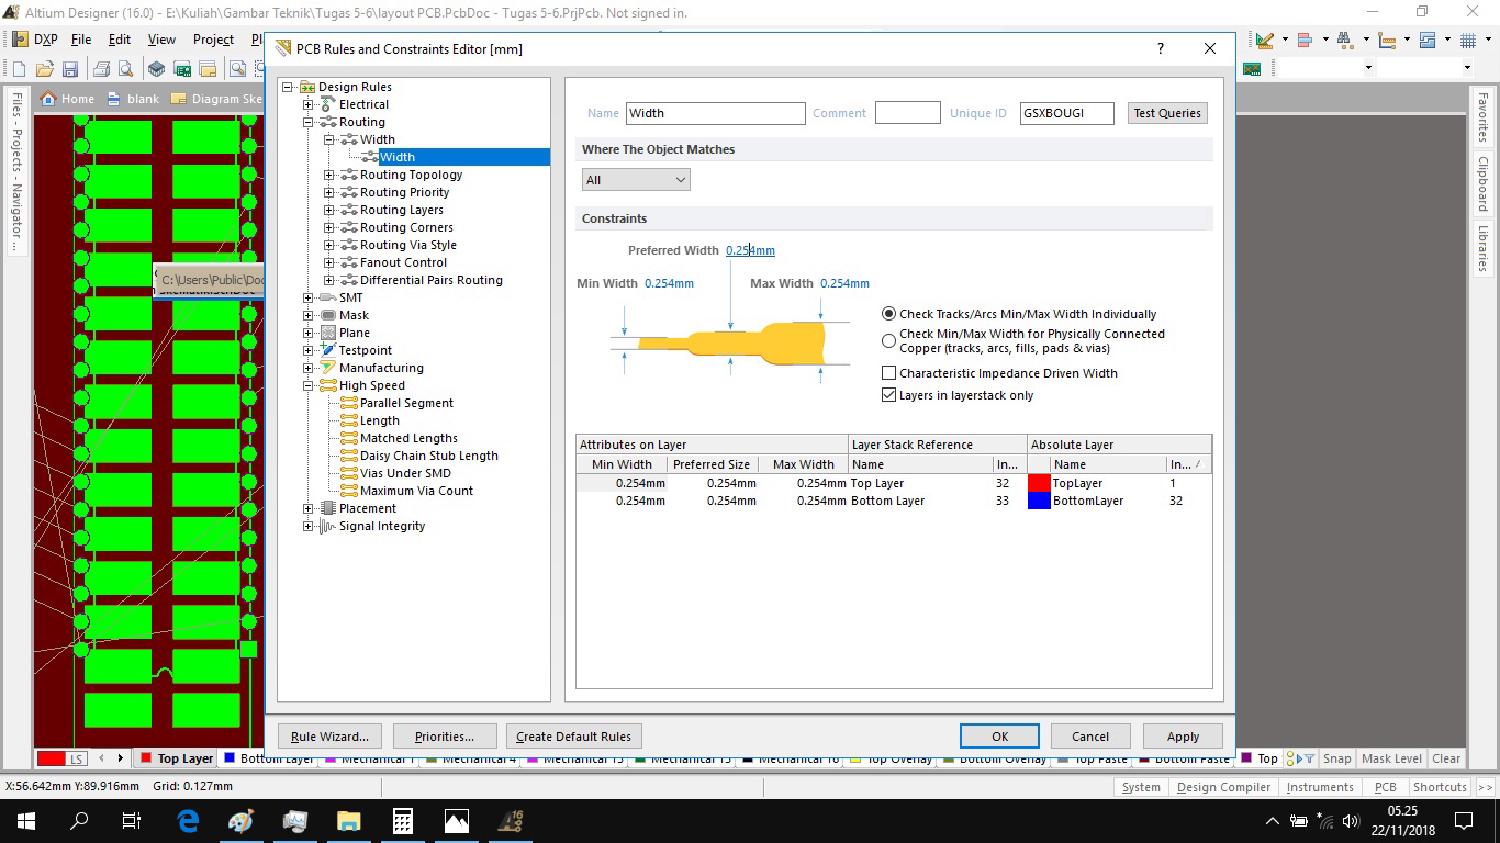 Altium Designer (16.0) - E:\Kuliah\Gambar Teknik\Tugas 5-6\layout PCB.PcbDoc - Tugas 5-6.PrjPcb. Not signed in.
DXP File Edit View Project
PCB Rules and Constraints Editor [mm]
?
Home blank Diagram Ske
Files - Projects - Navigator ...
Favorites
Clipboard
Libraries
C:\Users\Public\Doc
Design Rules
Electrical
Routing
Width
Width
Routing Topology
Routing Priority
Routing Layers
Routing Corners
Routing Via Style
Fanout Control
Differential Pairs Routing
SMT
Mask
Plane
Testpoint
Manufacturing
High Speed
Parallel Segment
Length
Matched Lengths
Daisy Chain Stub Length
Vias Under SMD
Maximum Via Count
Placement
Signal Integrity
Name Width Comment Unique ID GSXBOUGI Test Queries
Where The Object Matches
All
Constraints
Preferred Width 0.254mm
Min Width 0.254mm Max Width 0.254mm
Check Tracks/Arcs Min/Max Width Individually
Check Min/Max Width for Physically Connected
Copper (tracks, arcs, fills, pads & vias)
Characteristic Impedance Driven Width
Layers in layerstack only
Attributes on Layer Layer Stack Reference Absolute Layer
Min Width Preferred Size Max Width Name In... Name In...
0.254mm 0.254mm 0.254mm Top Layer 32 TopLayer 1
0.254mm 0.254mm 0.254mm Bottom Layer 33 BottomLayer 32
Rule Wizard... Priorities... Create Default Rules OK Cancel Apply
LS Top Layer Bottom Layer Mechanical 1 Mechanical 4 Mechanical 13 Mechanical 15 Mechanical 16 Top Overlay Bottom Overlay Top Paste Bottom Paste Top Snap Mask Level Clear
X:56.642mm Y:89.916mm Grid: 0.127mm
System Design Compiler Instruments PCB Shortcuts >>
05.25
22/11/2018